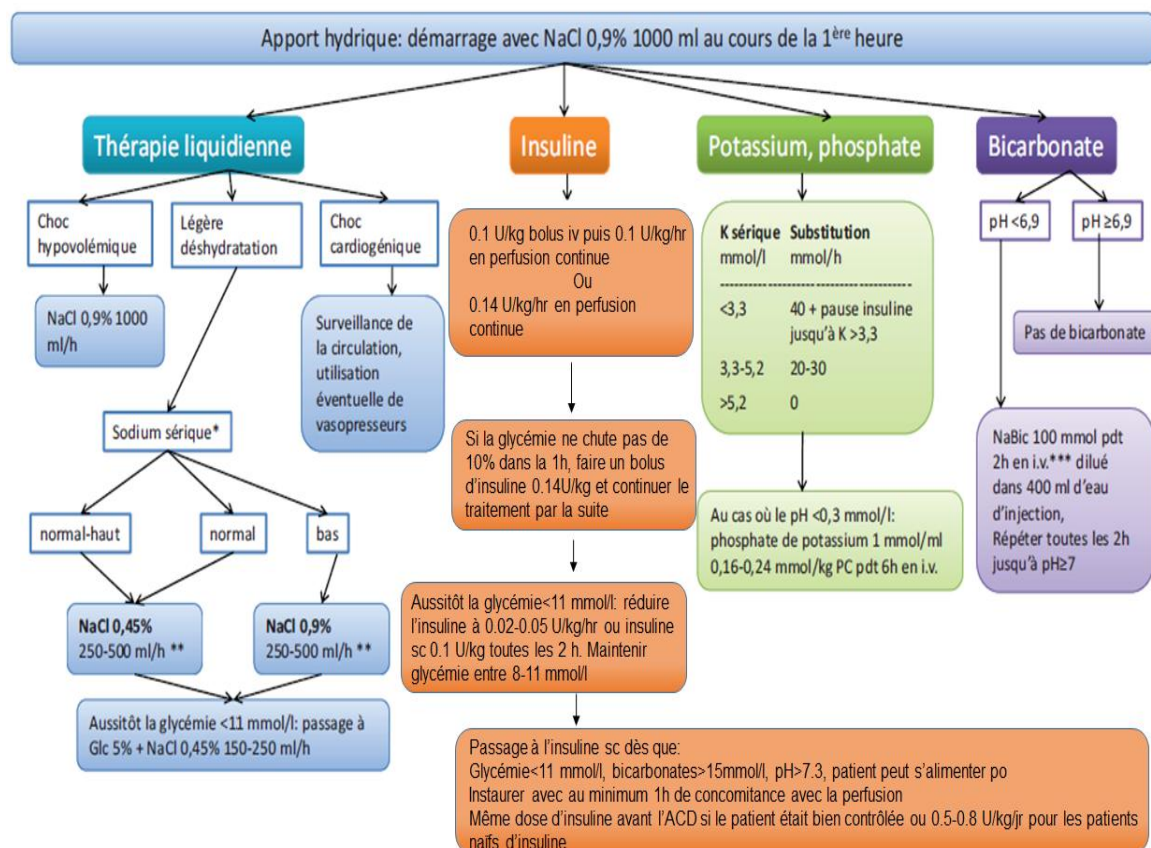 Apport hydrique: démarrage avec NaCl 0,9% 1000 ml au cours de la 1ère heure
Thérapie liquidienne
Choc
hypovolémique
Légère
déshydratation
Choc
cardiogénique
NaCl 0,9% 1000
ml/h
Surveillance de
la circulation,
utilisation
éventuelle de
vasopresseurs
Sodium sérique*
normal-haut
normal
bas
NaCl 0,45%
250-500 ml/h **
NaCl 0,9%
250-500 ml/h **
Aussitôt la glycémie <11 mmol/l: passage à
Glc 5% + NaCl 0,45% 150-250 ml/h
Insuline
0.1 U/kg bolus iv puis 0.1 U/kg/hr
en perfusion continue
Ou
0.14 U/kg/hr en perfusion
continue
Si la glycémie ne chute pas de
10% dans la 1h, faire un bolus
d'insuline 0.14U/kg et continuer le
traitement par la suite
Aussitôt la glycémie<11 mmol/l: réduire
l'insuline à 0.02-0.05 U/kg/hr ou insuline
sc 0.1 U/kg toutes les 2 h. Maintenir
glycémie entre 8-11 mmol/l
Passage à l'insuline sc dès que:
Glycémie<11 mmol/l, bicarbonates>15mmol/l, pH>7.3, patient peut s'alimenter po
Instaurer avec au minimum 1h de concomitance avec la perfusion
Même dose d'insuline avant l'ACD si le patient était bien contrôlée ou 0.5-0.8 U/kg/jr pour les patients
naïfs d'insuline
Potassium, phosphate
K sérique Substitution
mmol/l mmol/h
----------------------------------------
<3,3 40 + pause insuline
jusqu'à K >3,3
3,3-5,2 20-30
>5,2 0
Au cas où le pH <0,3 mmol/l:
phosphate de potassium 1 mmol/ml
0,16-0,24 mmol/kg PC pdt 6h en i.v.
Bicarbonate
pH <6,9
pH ≥6,9
Pas de bicarbonate
NaBic 100 mmol pdt
2h en i.v.*** dilué
dans 400 ml d'eau
d'injection,
Répéter toutes les 2h
jusqu'à pH≥7